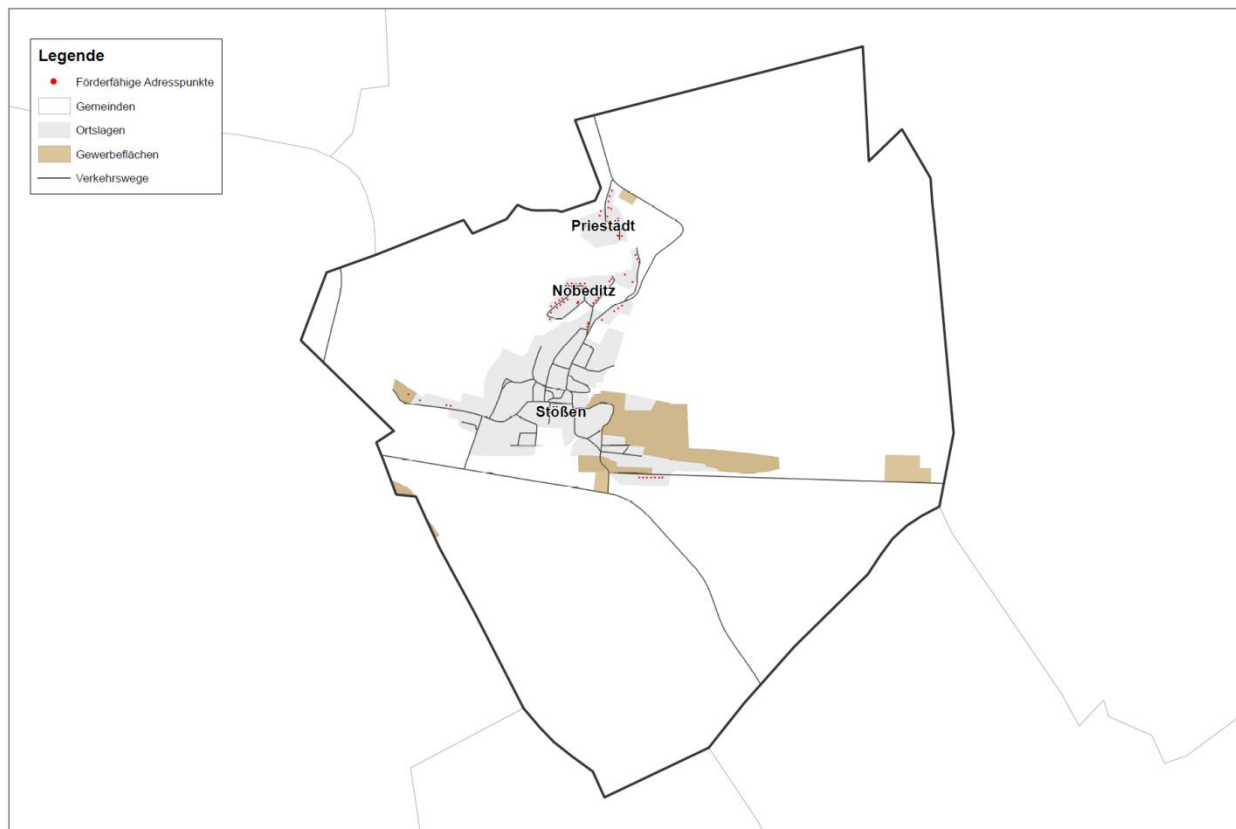 Legende
Förderfähige Adresspunkte
Gemeinden
Ortslagen
Gewerbeflächen
Verkehrswege
Priestädt
Nöbeditz
Stößen